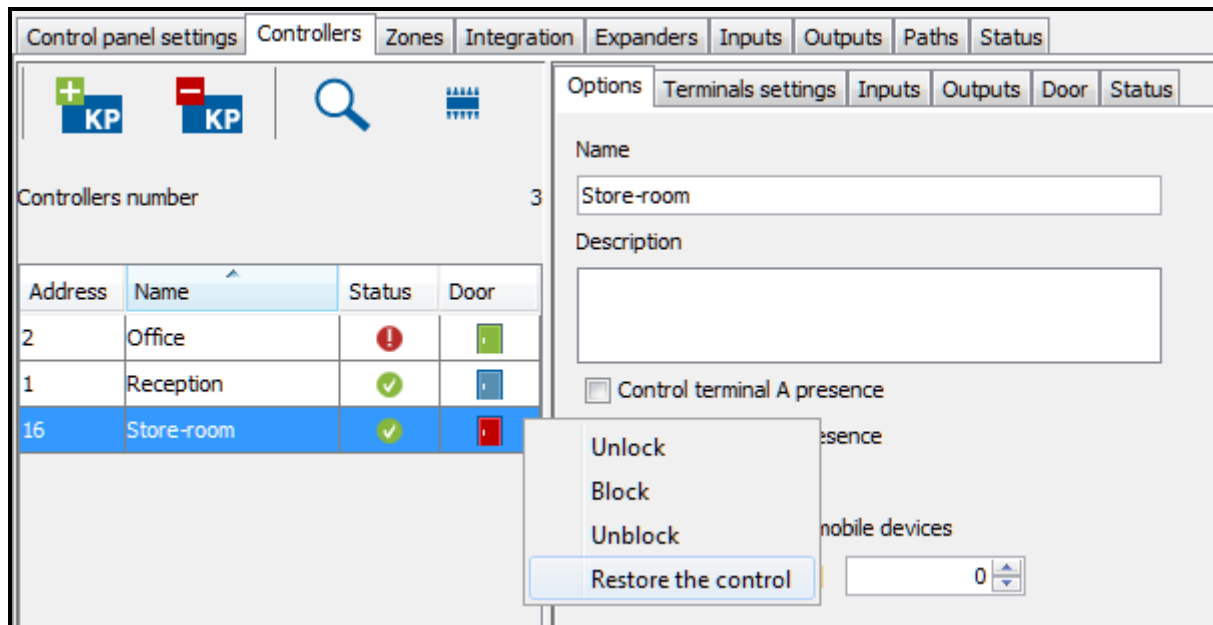 Control panel settings Controllers Zones Integration Expanders Inputs Outputs Paths Status
KP KP
Controllers number 3
Address Name Status Door
2 Office
1 Reception
16 Store-room
Options Terminals settings Inputs Outputs Door Status
Name
Store-room
Description
Control terminal A presence
Unlock
Block
Unblock
mobile devices
Restore the control 0